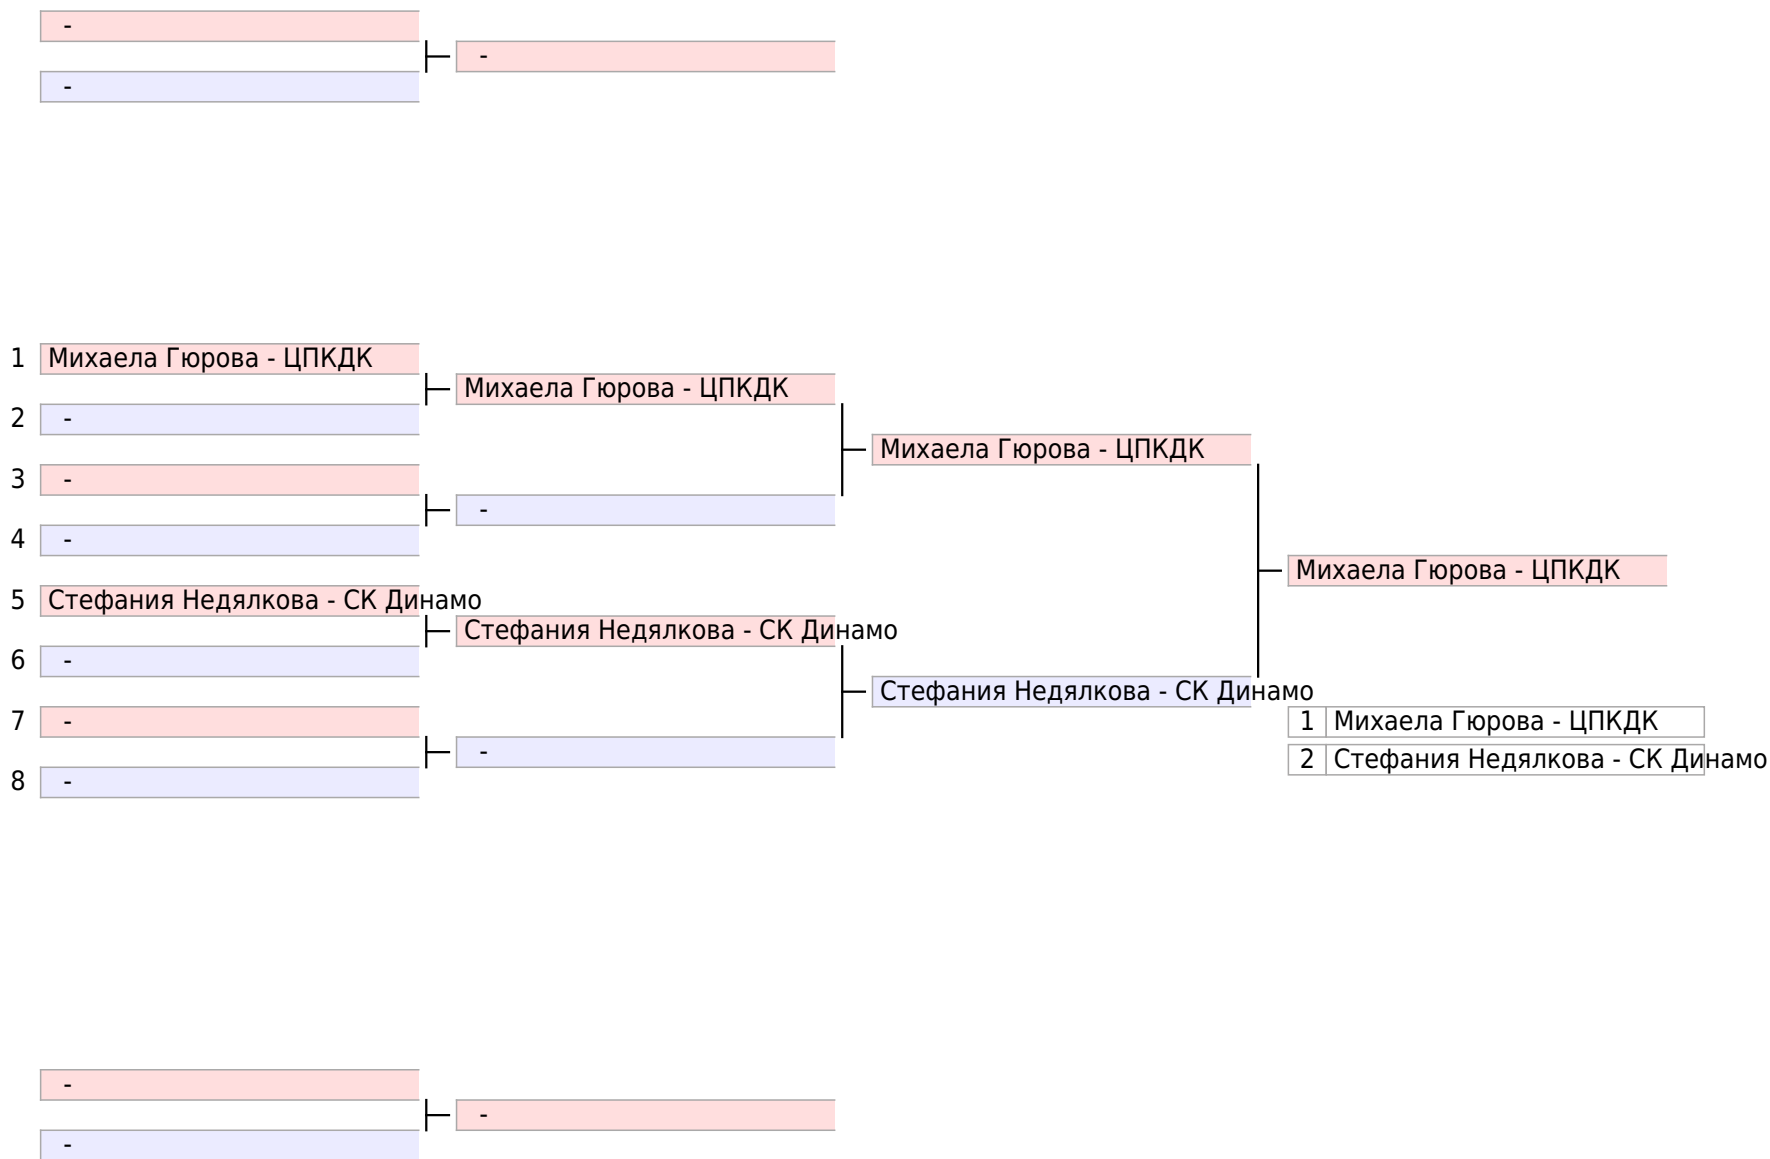 -
-
-
1 Михаела Гюрова - ЦПКДК
Михаела Гюрова - ЦПКДК
2 -
Михаела Гюрова - ЦПКДК
3 -
-
4 -
Михаела Гюрова - ЦПКДК
5 Стефания Недялкова - СК Динамо
Стефания Недялкова - СК Динамо
6 -
Стефания Недялкова - СК Динамо
7 -
1 Михаела Гюрова - ЦПКДК
-
2 Стефания Недялкова - СК Динамо
8 -
-
-
-